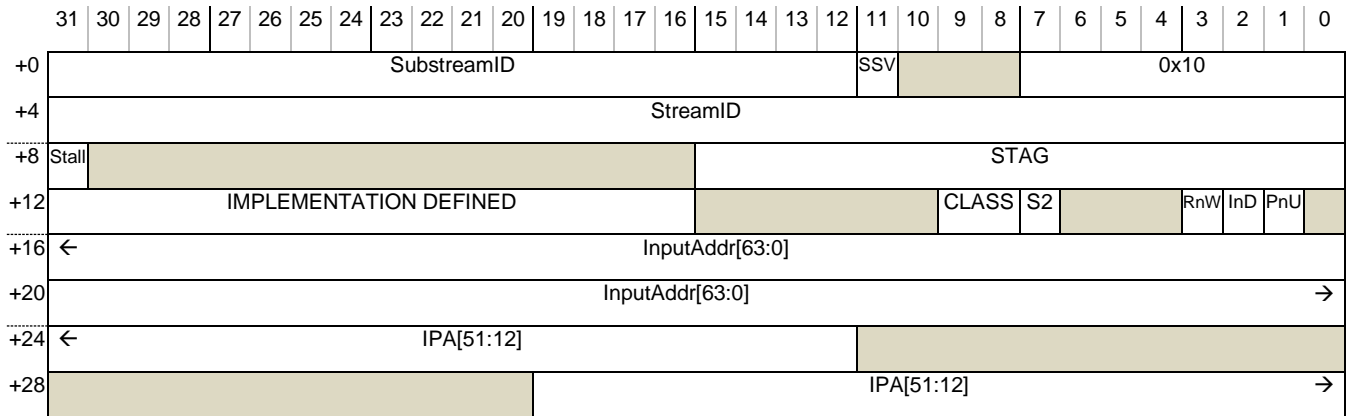 31 30 29 28 27 26 25 24 23 22 21 20 19 18 17 16 15 14 13 12 11 10 9 8 7 6 5 4 3 2 1 0
+0 SubstreamID SSV 0x10
+4 StreamID
+8 Stall STAG
+12 IMPLEMENTATION DEFINED CLASS S2 RnW InD PnU
+16 ← InputAddr[63:0]
+20 InputAddr[63:0] →
+24 ← IPA[51:12]
+28 IPA[51:12] →